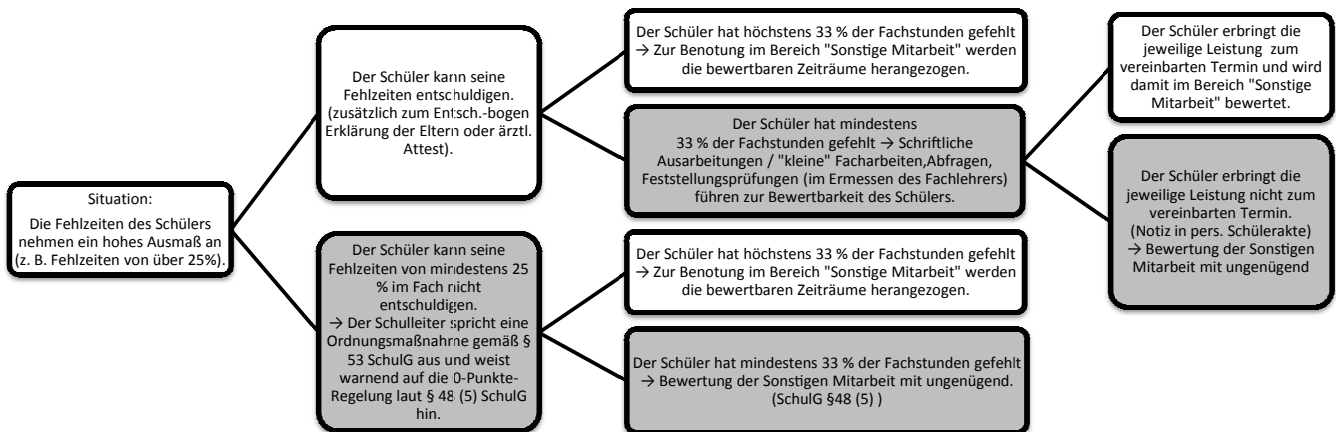 Situation:
Die Fehlzeiten des Schülers
nehmen ein hohes Ausmaß an
(z. B. Fehlzeiten von über 25%).
Der Schüler kann seine
Fehlzeiten entschuldigen.
(zusätzlich zum Entsch.-bogen
Erklärung der Eltern oder ärztl.
Attest).
Der Schüler hat höchstens 33 % der Fachstunden gefehlt
→ Zur Benotung im Bereich "Sonstige Mitarbeit" werden
die bewertbaren Zeiträume herangezogen.
Der Schüler hat mindestens
33 % der Fachstunden gefehlt → Schriftliche
Ausarbeitungen / "kleine" Facharbeiten,Abfragen,
Feststellungsprüfungen (im Ermessen des Fachlehrers)
führen zur Bewertbarkeit des Schülers.
Der Schüler erbringt die
jeweilige Leistung zum
vereinbarten Termin und wird
damit im Bereich "Sonstige
Mitarbeit" bewertet.
Der Schüler erbringt die
jeweilige Leistung nicht zum
vereinbarten Termin.
(Notiz in pers. Schülerakte)
→ Bewertung der Sonstigen
Mitarbeit mit ungenügend
Der Schüler kann seine
Fehlzeiten von mindestens 25
% im Fach nicht
entschuldigen.
→ Der Schulleiter spricht eine
Ordnungsmaßnahme gemäß §
53 SchulG aus und weist
warnend auf die 0-Punkte-
Regelung laut § 48 (5) SchulG
hin.
Der Schüler hat höchstens 33 % der Fachstunden gefehlt
→ Zur Benotung im Bereich "Sonstige Mitarbeit" werden
die bewertbaren Zeiträume herangezogen.
Der Schüler hat mindestens 33 % der Fachstunden gefehlt
→ Bewertung der Sonstigen Mitarbeit mit ungenügend.
(SchulG §48 (5) )